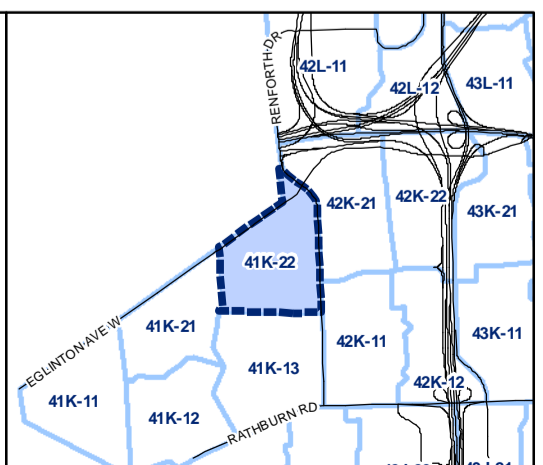 RENFORTH DR
42L-11
42L-12
43L-11
42K-21
42K-22
43K-21
41K-22
EGLINTON AVE W
41K-21
42K-11
43K-11
41K-13
42K-12
41K-11
41K-12
RATHBURN RD